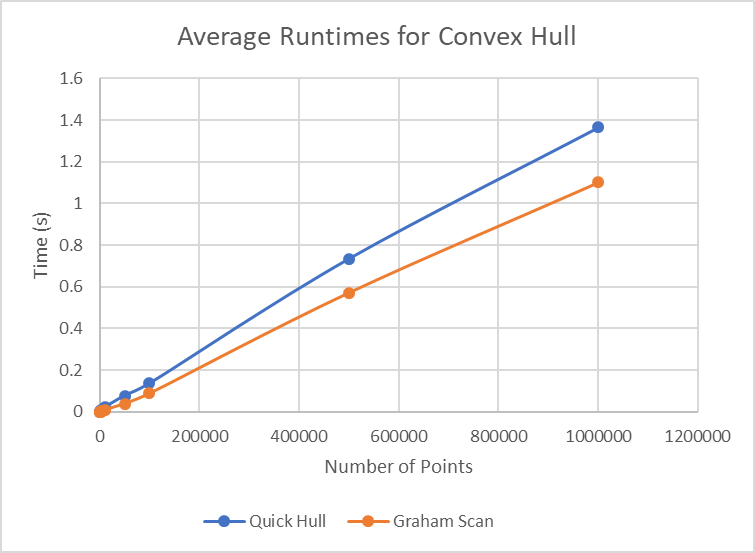 Average Runtimes for Convex Hull
1.6
1.4
1.2
1
0.8
0.6
0.4
0.2
0
Time (s)
0 200000 400000 600000 800000 1000000 1200000
Number of Points
Quick Hull Graham Scan